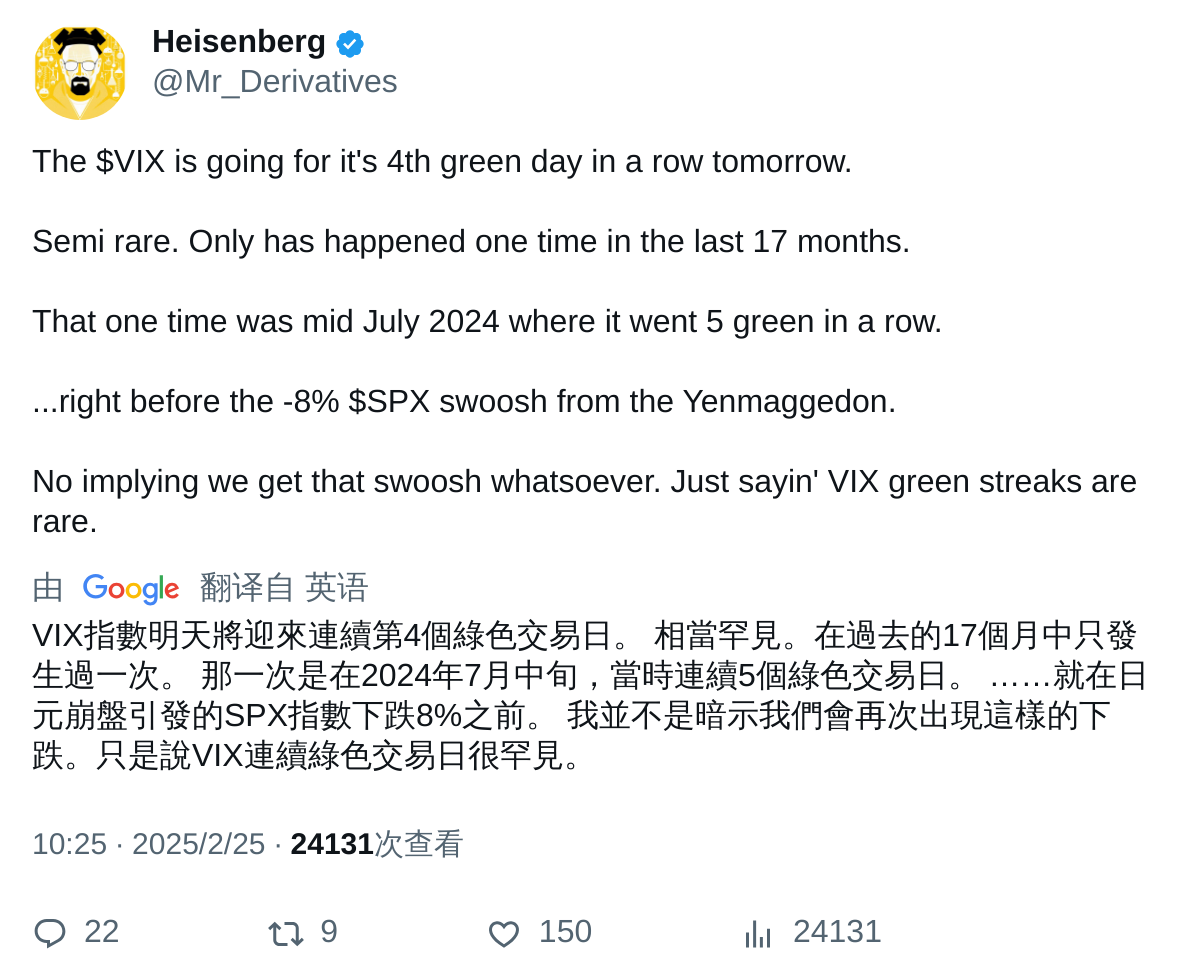 Heisenberg
@Mr_Derivatives
The $VIX is going for it's 4th green day in a row tomorrow.
Semi rare. Only has happened one time in the last 17 months.
That one time was mid July 2024 where it went 5 green in a row.
...right before the -8% $SPX swoosh from the Yenmaggedon.
No implying we get that swoosh whatsoever. Just sayin' VIX green streaks are
rare.
由 Google 翻译自 英语
VIX指數明天將迎來連續第4個綠色交易日。 相當罕見。在過去的17個月中只發
生過一次。 那一次是在2024年7月中旬，當時連續5個綠色交易日。 ……就在日
元崩盤引發的SPX指數下跌8%之前。 我並不是暗示我們會再次出現這樣的下
跌。只是說VIX連續綠色交易日很罕見。
10:25 · 2025/2/25 · 24131次查看
22 9 150 24131